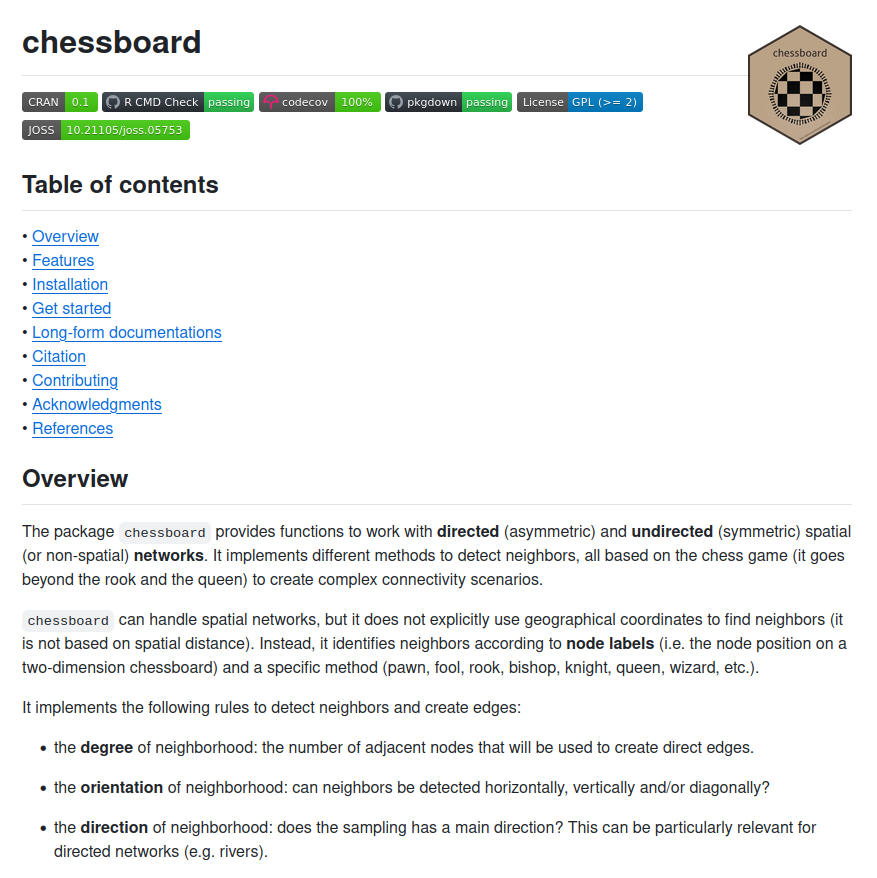 chessboard
chessboard
CRAN 0.1 R CMD Check passing codecov 100% pkgdown passing License GPL (>= 2)
JOSS 10.21105/joss.05753
Table of contents
• Overview
• Features
• Installation
• Get started
• Long-form documentations
• Citation
• Contributing
• Acknowledgments
• References
Overview
The package chessboard provides functions to work with directed (asymmetric) and undirected (symmetric) spatial
(or non-spatial) networks. It implements different methods to detect neighbors, all based on the chess game (it goes
beyond the rook and the queen) to create complex connectivity scenarios.
chessboard can handle spatial networks, but it does not explicitly use geographical coordinates to find neighbors (it
is not based on spatial distance). Instead, it identifies neighbors according to node labels (i.e. the node position on a
two-dimension chessboard) and a specific method (pawn, fool, rook, bishop, knight, queen, wizard, etc.).
It implements the following rules to detect neighbors and create edges:
• the degree of neighborhood: the number of adjacent nodes that will be used to create direct edges.
• the orientation of neighborhood: can neighbors be detected horizontally, vertically and/or diagonally?
• the direction of neighborhood: does the sampling has a main direction? This can be particularly relevant for
directed networks (e.g. rivers).